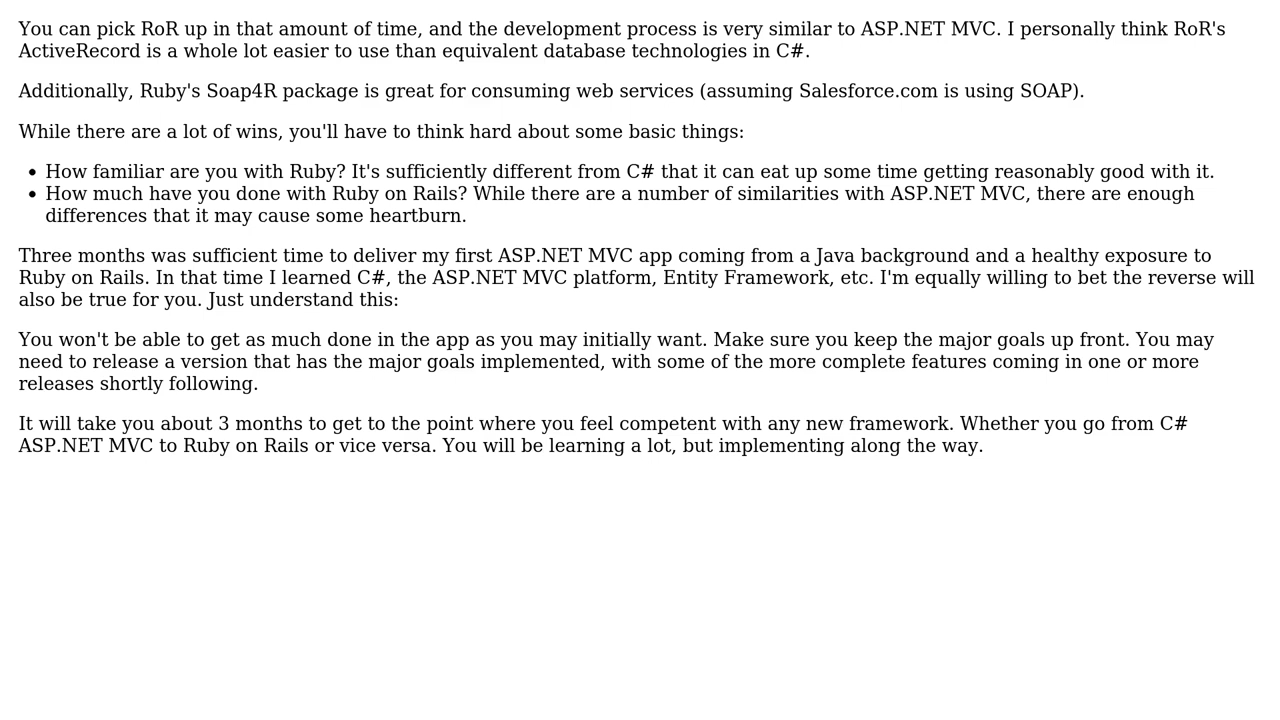 You can pick RoR up in that amount of time, and the development process is very similar to ASP.NET MVC. I personally think RoR's
ActiveRecord is a whole lot easier to use than equivalent database technologies in C#.
Additionally, Ruby's Soap4R package is great for consuming web services (assuming Salesforce.com is using SOAP).
While there are a lot of wins, you'll have to think hard about some basic things:
• How familiar are you with Ruby? It's sufficiently different from C# that it can eat up some time getting reasonably good with it.
• How much have you done with Ruby on Rails? While there are a number of similarities with ASP.NET MVC, there are enough
differences that it may cause some heartburn.
Three months was sufficient time to deliver my first ASP.NET MVC app coming from a Java background and a healthy exposure to
Ruby on Rails. In that time I learned C#, the ASP.NET MVC platform, Entity Framework, etc. I'm equally willing to bet the reverse will
also be true for you. Just understand this:
You won't be able to get as much done in the app as you may initially want. Make sure you keep the major goals up front. You may
need to release a version that has the major goals implemented, with some of the more complete features coming in one or more
releases shortly following.
It will take you about 3 months to get to the point where you feel competent with any new framework. Whether you go from C#
ASP.NET MVC to Ruby on Rails or vice versa. You will be learning a lot, but implementing along the way.